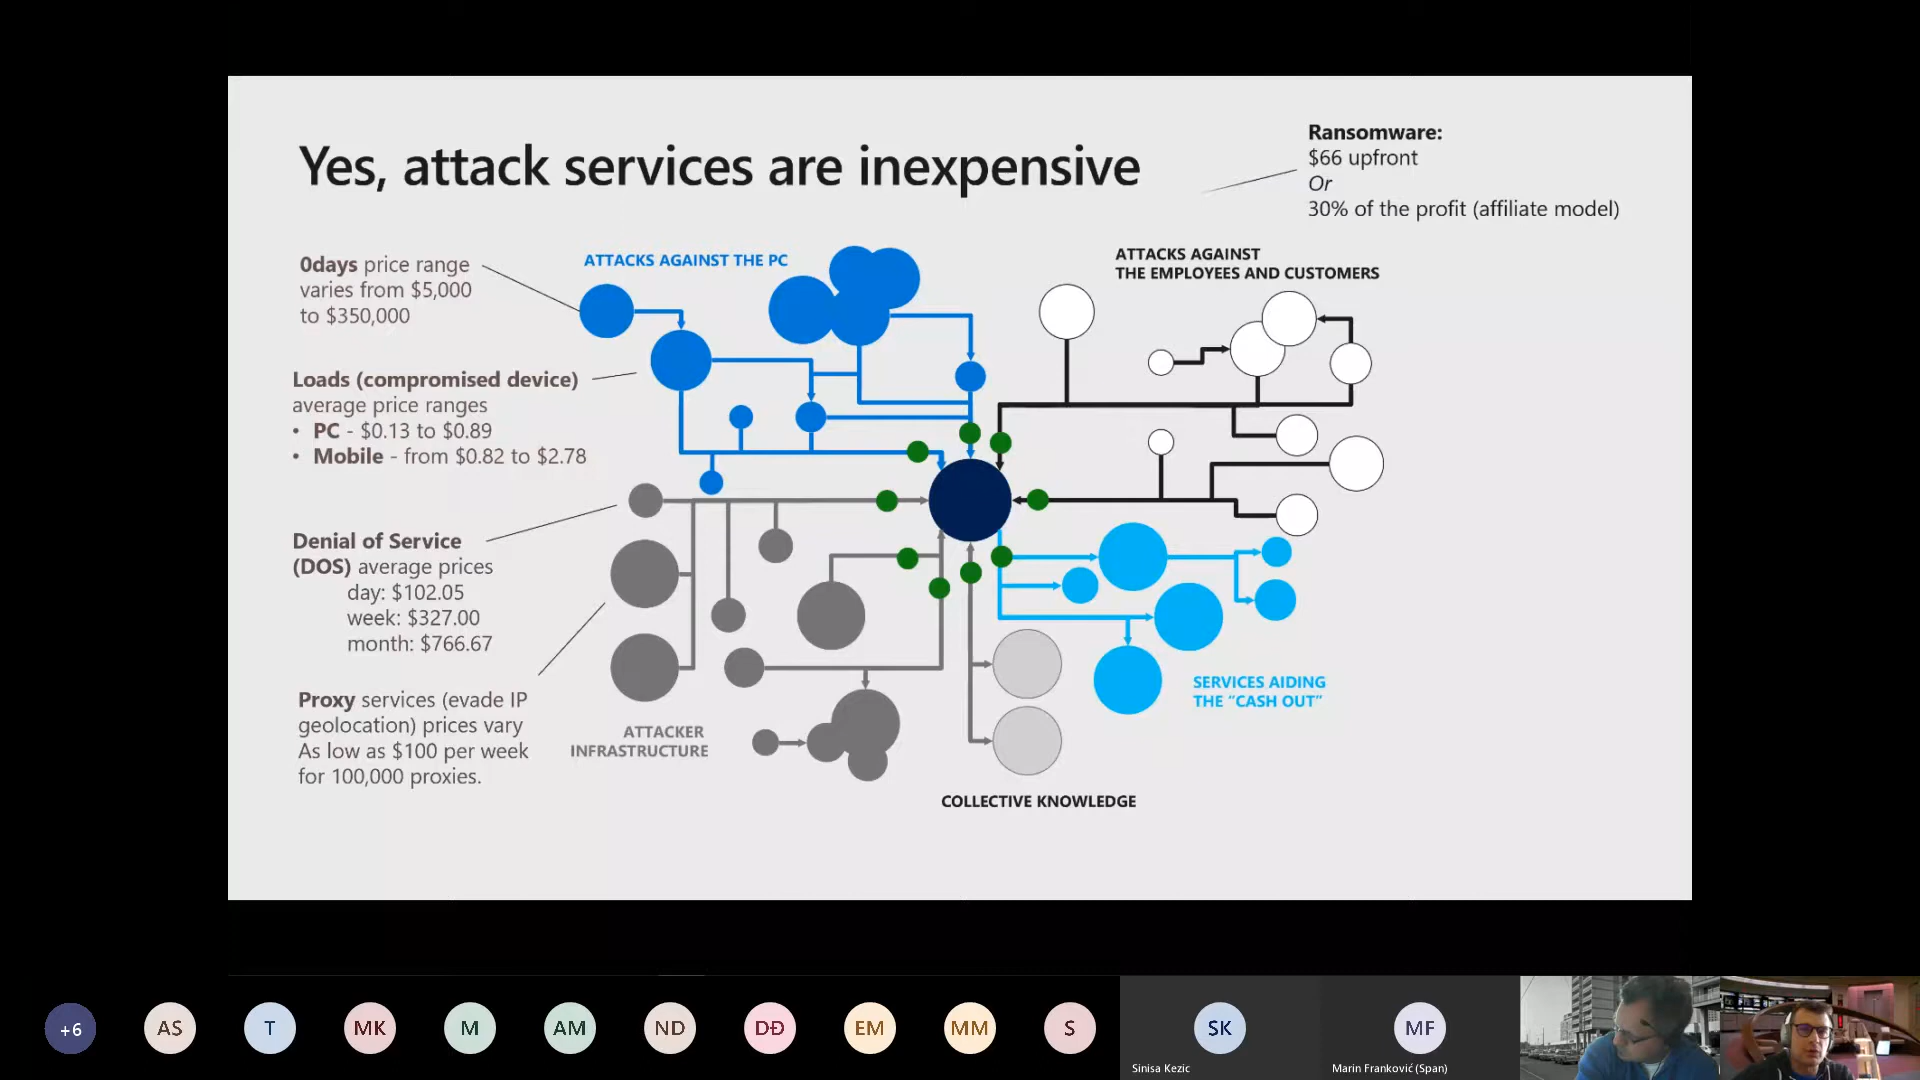 Yes, attack services are inexpensive
Ransomware:
$66 upfront
Or
30% of the profit (affiliate model)
0days price range
varies from $5,000
to $350,000
ATTACKS AGAINST THE PC
ATTACKS AGAINST
THE EMPLOYEES AND CUSTOMERS
Loads (compromised device)
average price ranges
• PC - $0.13 to $0.89
• Mobile - from $0.82 to $2.78
Denial of Service
(DOS) average prices
day: $102.05
week: $327.00
month: $766.67
Proxy services (evade IP
geolocation) prices vary
As low as $100 per week
for 100,000 proxies.
ATTACKER
INFRASTRUCTURE
SERVICES AIDING
THE “CASH OUT”
COLLECTIVE KNOWLEDGE
+6
AS
T
MK
M
AM
ND
DĐ
EM
MM
S
SK
Sinisa Kezic
MF
Marin Franković (Span)